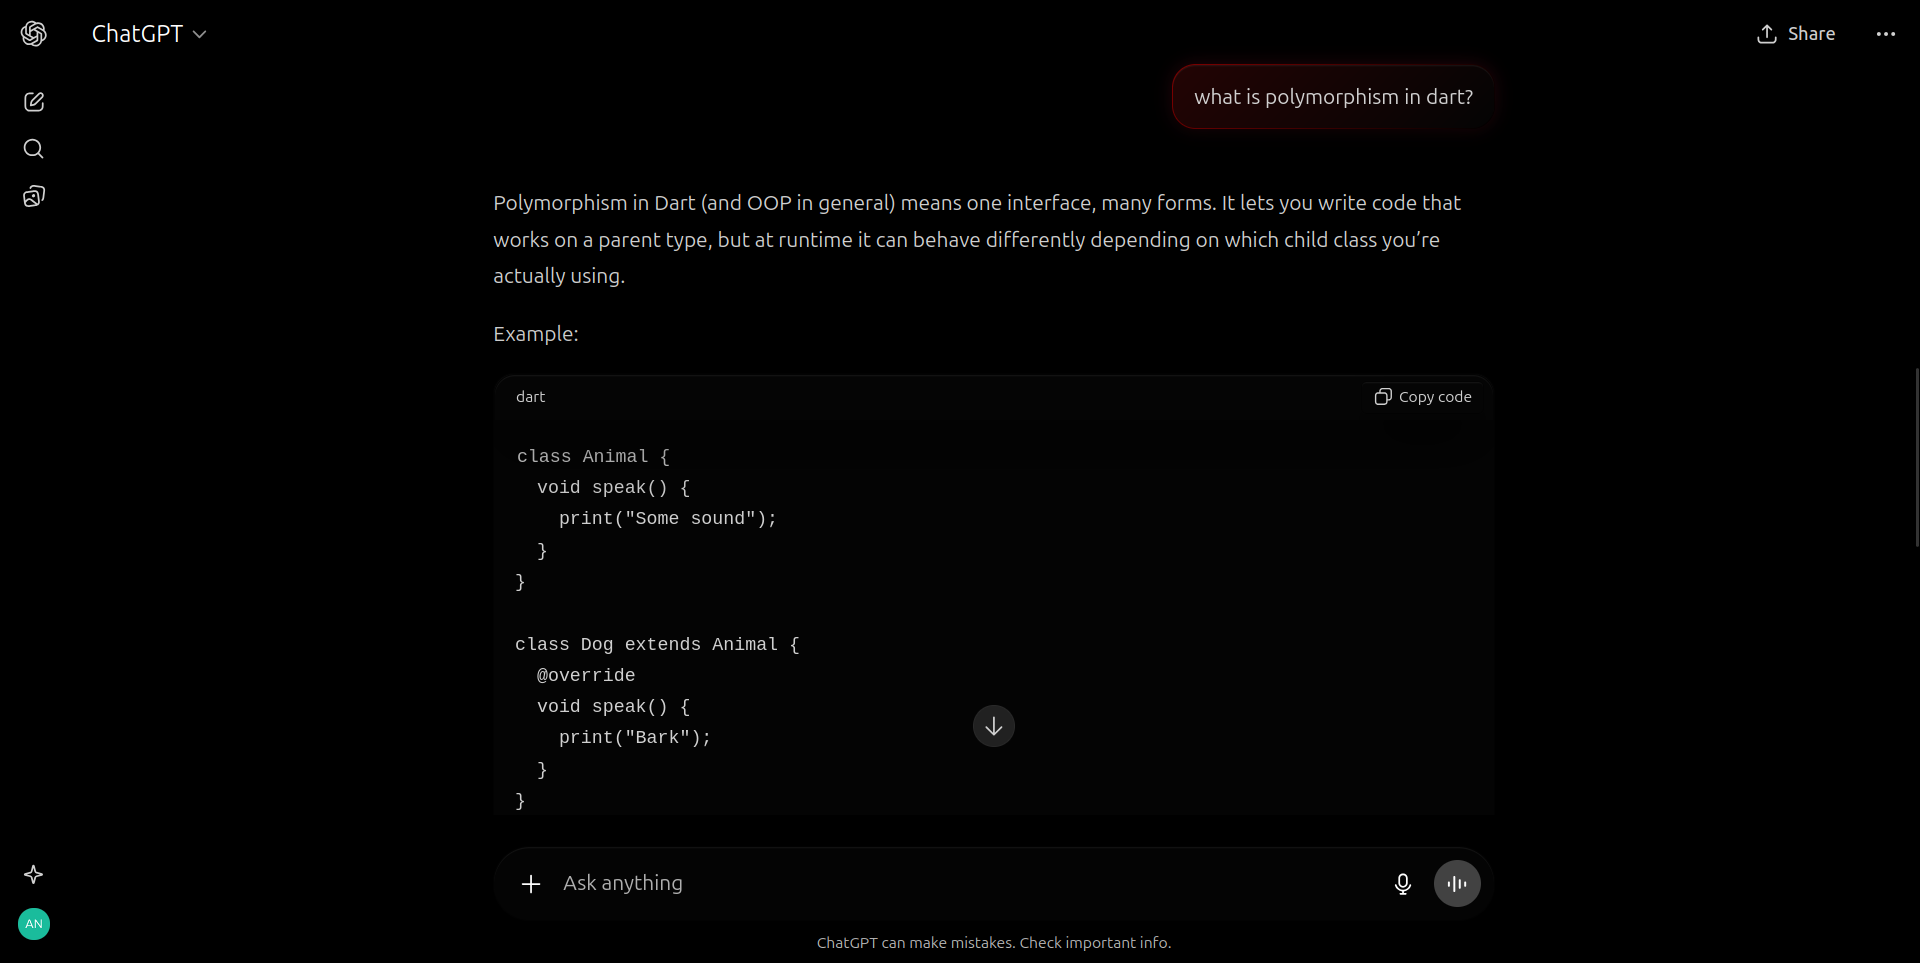 ChatGPT
Share
what is polymorphism in dart?
Polymorphism in Dart (and OOP in general) means one interface, many forms. It lets you write code that
works on a parent type, but at runtime it can behave differently depending on which child class you’re
actually using.
Example:
dart
Copy code
class Animal {
  void speak() {
    print("Some sound");
  }
}

class Dog extends Animal {
  @override
  void speak() {
    print("Bark");
  }
}
Ask anything
AN
ChatGPT can make mistakes. Check important info.